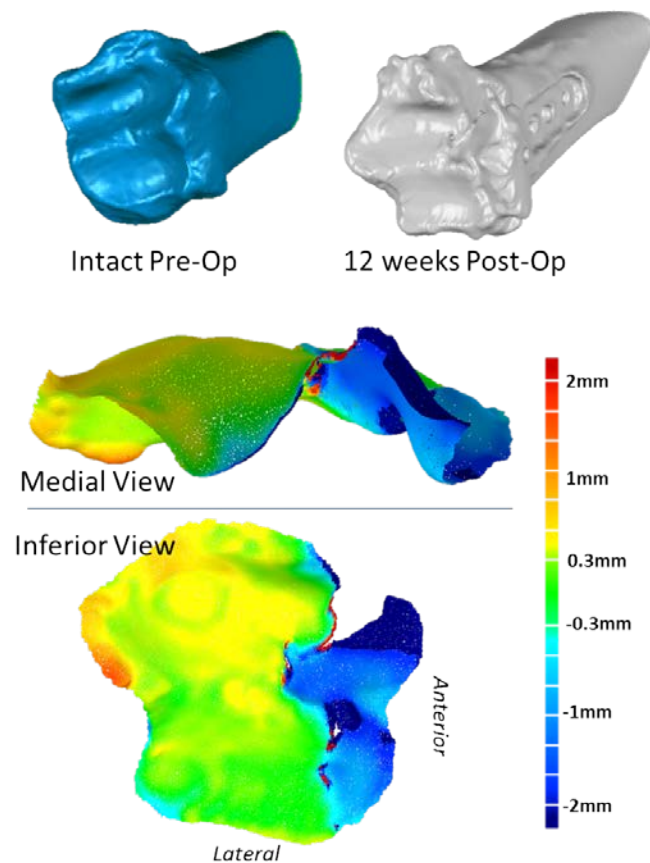 Intact Pre-Op
12 weeks Post-Op
Medial View
Inferior View
Anterior
Lateral
2mm
1mm
0.3mm
-0.3mm
-1mm
-2mm